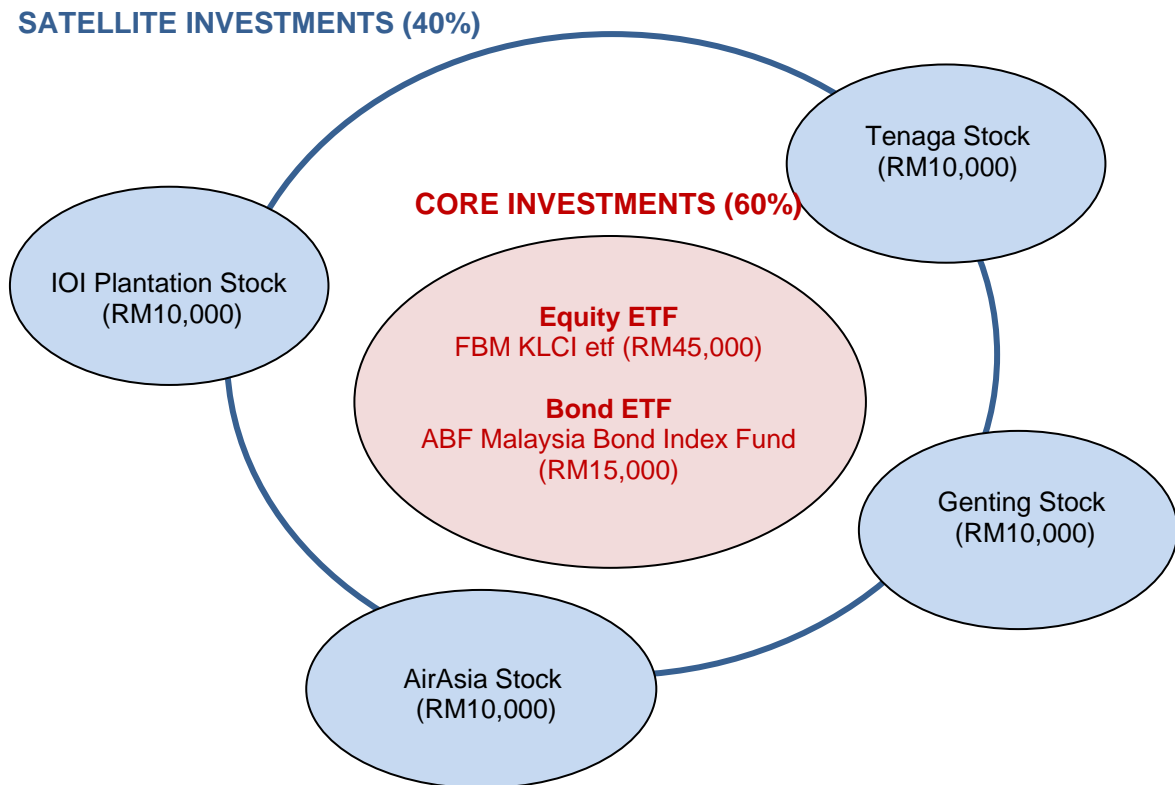 SATELLITE INVESTMENTS (40%)
Tenaga Stock
(RM10,000)
CORE INVESTMENTS (60%)
IOI Plantation Stock
(RM10,000)
Equity ETF
FBM KLCI etf (RM45,000)
Bond ETF
ABF Malaysia Bond Index Fund
(RM15,000)
Genting Stock
(RM10,000)
AirAsia Stock
(RM10,000)